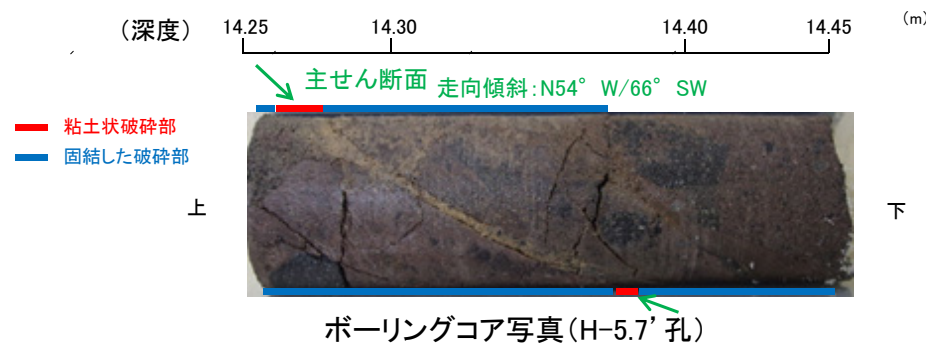 (深度) 14.25 14.30 14.40 14.45 (m)
主せん断面 走向傾斜:N54°W/66°SW
粘土状破砕部
固結した破砕部
上
下
ボーリングコア写真(H-5.7’孔)